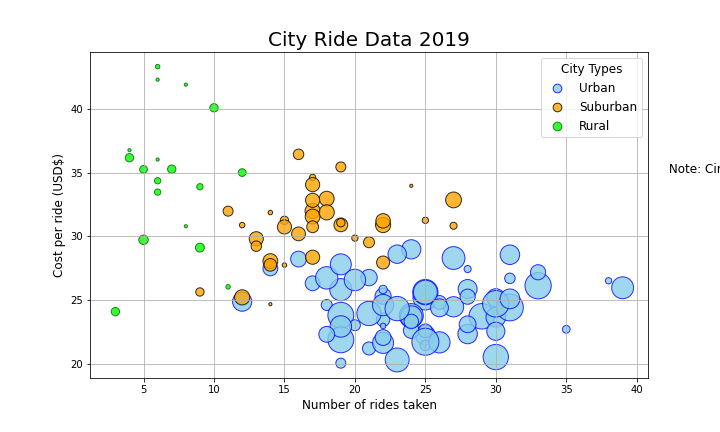 City Ride Data 2019
City Types
Urban
Suburban
Rural
Note:
Cost per ride (USD$)
40
35
30
25
20
5 10 15 20 25 30 35 40
Number of rides taken